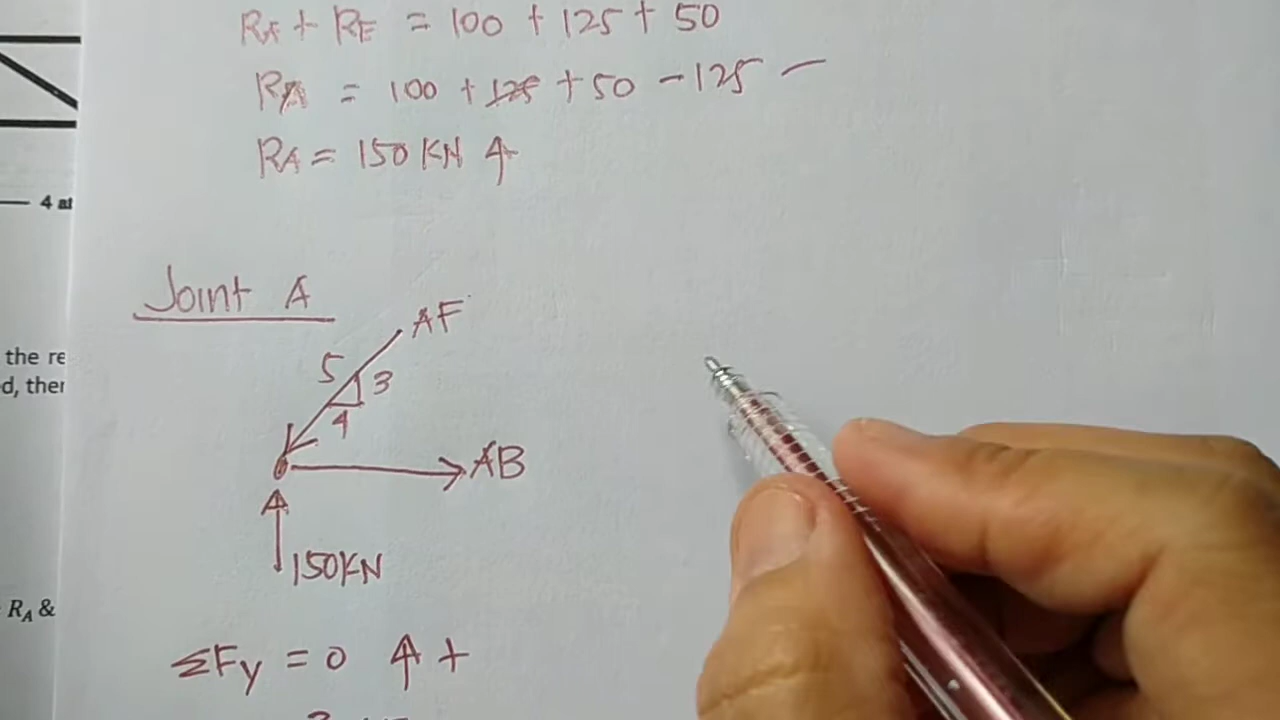 RA + RE = 100 + 125 + 50
RA = 100 + 125 + 50 - 125
RA = 150 KN ↑
4 at
Joint A
AF
the re
5
3
d, ther
4
AB
150KN
RA &
ΣFy = 0 ↑ +